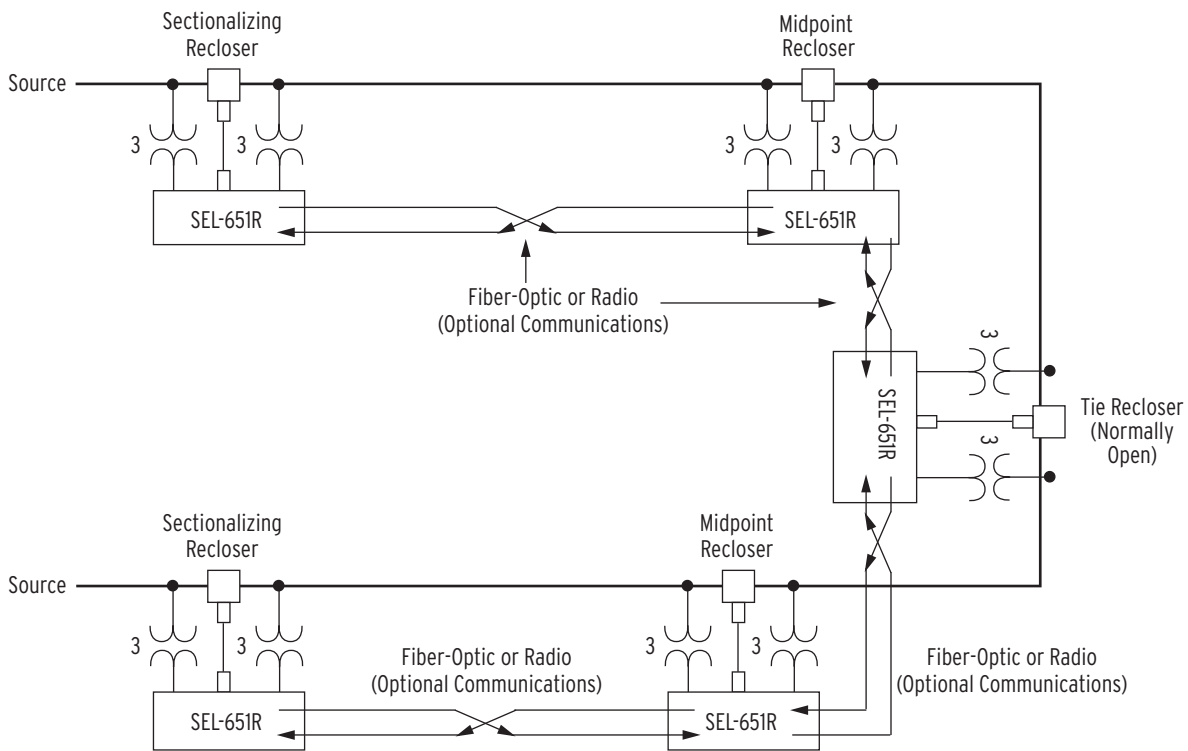 Sectionalizing
Recloser
Midpoint
Recloser
Source
3
3
3
3
SEL-651R
SEL-651R
Fiber-Optic or Radio
(Optional Communications)
3
SEL-651R
Tie Recloser
(Normally
Open)
3
Sectionalizing
Recloser
Midpoint
Recloser
Source
3
3
3
3
Fiber-Optic or Radio
(Optional Communications)
Fiber-Optic or Radio
(Optional Communications)
SEL-651R
SEL-651R